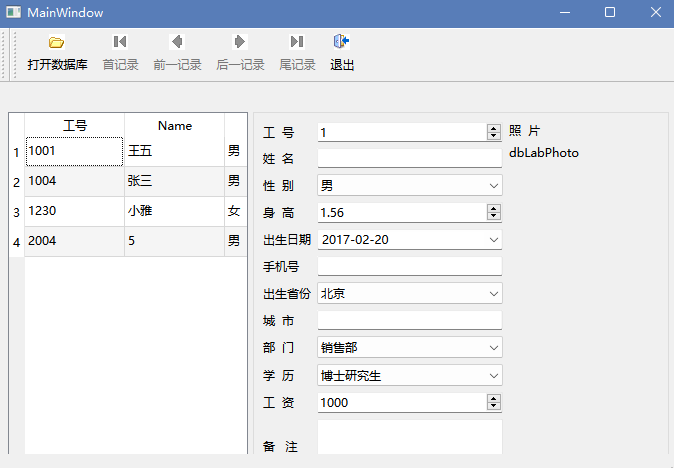 MainWindow
打开数据库 首记录 前一记录 后一记录 尾记录 退出
工号 Name
1 1001 王五 男
2 1004 张三 男
3 1230 小雅 女
4 2004 5 男
工 号 1 照 片
姓 名 dbLabPhoto
性 别 男
身 高 1.56
出生日期 2017-02-20
手机号
出生省份 北京
城 市
部 门 销售部
学 历 博士研究生
工 资 1000
备 注